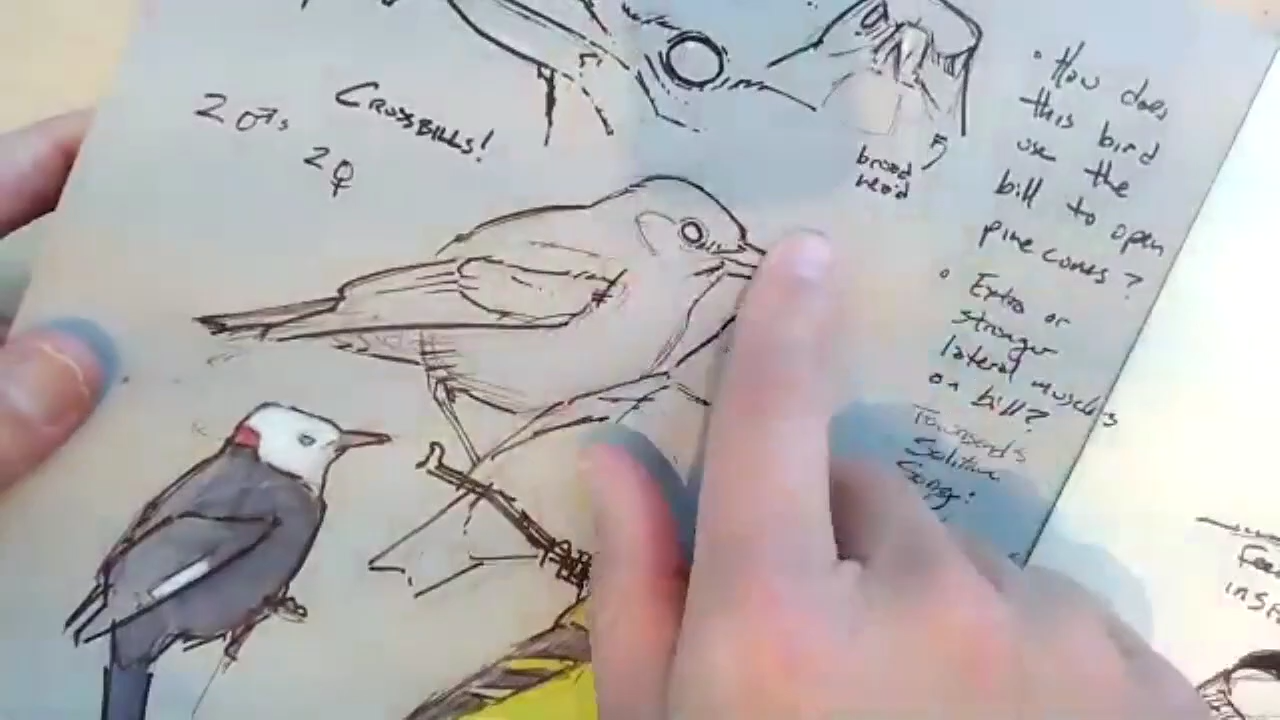 2 ♂s
CROSSBILLS!
2 ♀
broad
head
• How does
this bird
use the
bill to open
pine cones?
• Extra or
stronger
lateral muscles
on bill?
Townsend's
Solitaire
Song: